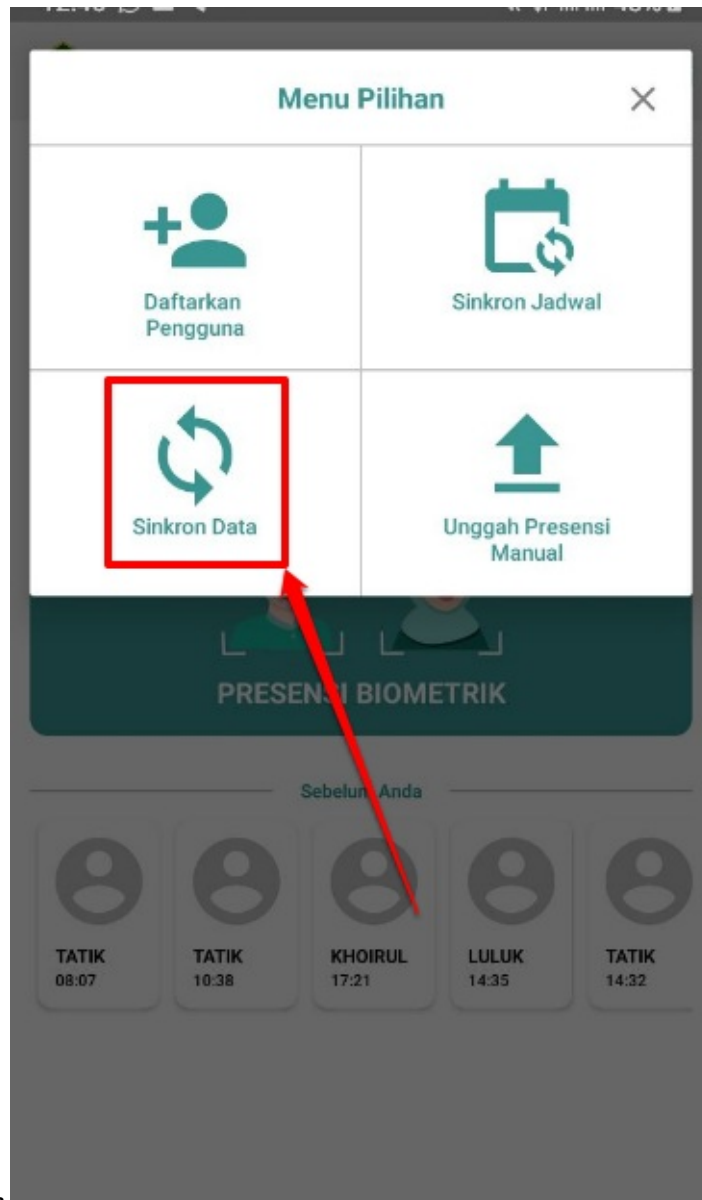 Menu Pilihan
Daftarkan
Pengguna
Sinkron Jadwal
Sinkron Data
Unggah Presensi
Manual
PRESENSI BIOMETRIK
Sebelum Anda
TATIK
08:07
TATIK
10:38
KHOIRUL
17:21
LULUK
14:35
TATIK
14:32